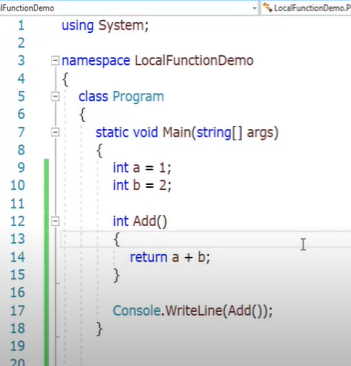 lFunctionDemo LocalFunctionDemo.P
1 using System;
2
3 namespace LocalFunctionDemo
4 {
5 class Program
6 {
7 static void Main(string[] args)
8 {
9 int a = 1;
10 int b = 2;
11
12 int Add()
13 {
14 return a + b;
15 }
16
17 Console.WriteLine(Add());
18 }
19
20